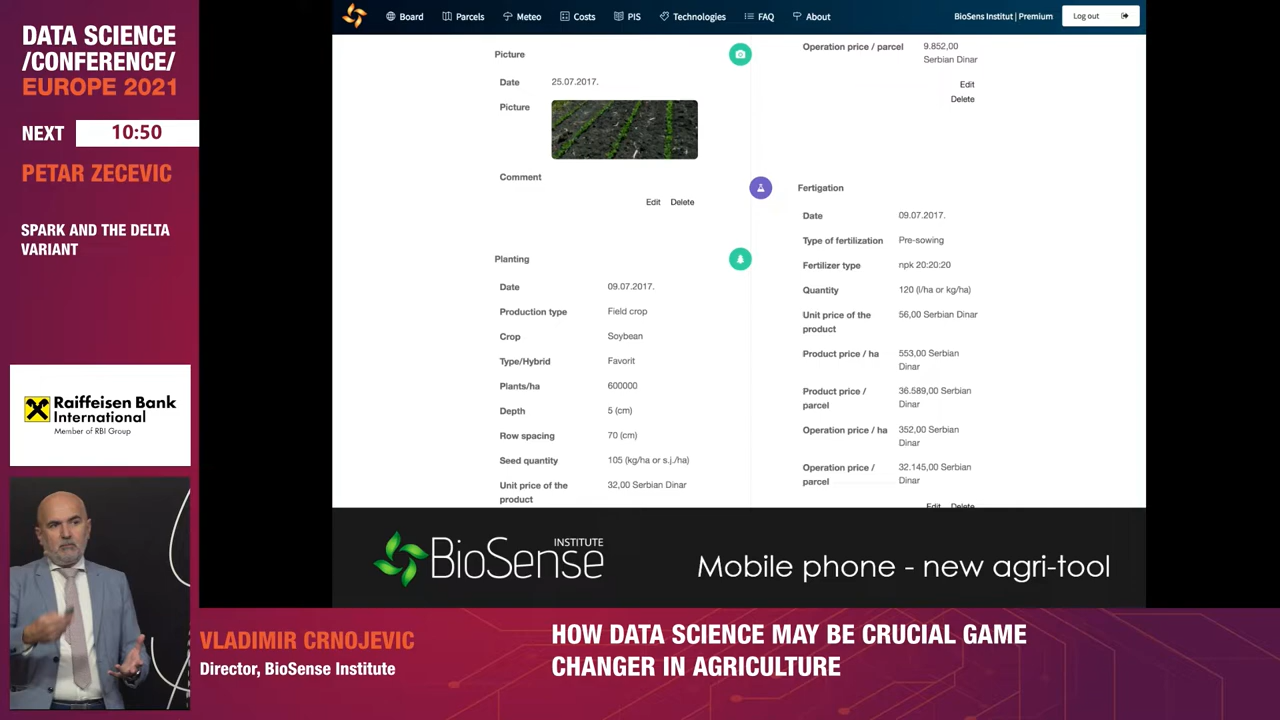 DATA SCIENCE
/CONFERENCE/
EUROPE 2021
NEXT 10:50
PETAR ZECEVIC
SPARK AND THE DELTA
VARIANT
Raiffeisen Bank
International
Member of RBI Group
Board Parcels Meteo Costs PIS Technologies FAQ About BioSens Institut | Premium Log out
Picture
Date 25.07.2017.
Picture
Comment
Edit Delete
Planting
Date 09.07.2017.
Production type Field crop
Crop Soybean
Type/Hybrid Favorit
Plants/ha 600000
Depth 5 (cm)
Row spacing 70 (cm)
Seed quantity 105 (kg/ha or s.j./ha)
Unit price of the 32,00 Serbian Dinar
product
Operation price / parcel 9.852,00
Serbian Dinar
Edit
Delete
Fertigation
Date 09.07.2017.
Type of fertilization Pre-sowing
Fertilizer type npk 20:20:20
Quantity 120 (l/ha or kg/ha)
Unit price of the 56,00 Serbian Dinar
product
Product price / ha 553,00 Serbian
Dinar
Product price / 36.589,00 Serbian
parcel Dinar
Operation price / ha 352,00 Serbian
Dinar
Operation price / 32.145,00 Serbian
parcel Dinar
Edit Delete
BioSense INSTITUTE
Mobile phone - new agri-tool
VLADIMIR CRNOJEVIC
Director, BioSense Institute
HOW DATA SCIENCE MAY BE CRUCIAL GAME
CHANGER IN AGRICULTURE